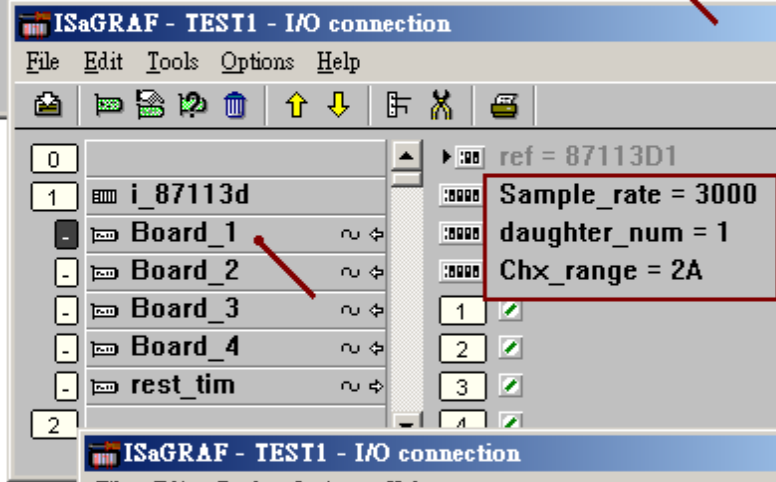 ISaGRAF - TEST1 - I/O connection
File Edit Tools Options Help
0
ref = 87113D1
1 i_87113d
Sample_rate = 3000
- Board_1
daughter_num = 1
- Board_2
Chx_range = 2A
- Board_3
1
- Board_4
2
- rest_tim
3
2
4
ISaGRAF - TEST1 - I/O connection